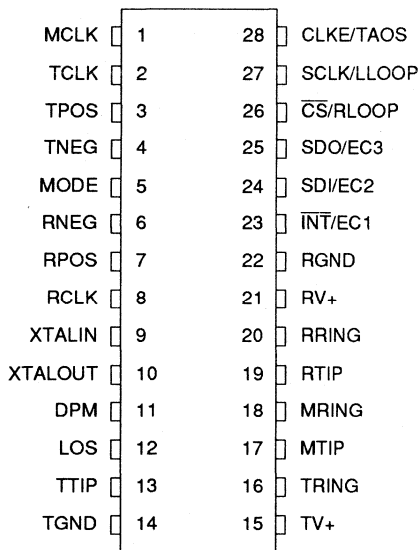 MCLK 1 28 CLKE/TAOS
TCLK 2 27 SCLK/LLOOP
TPOS 3 26 C̅S̅/RLOOP
TNEG 4 25 SDO/EC3
MODE 5 24 SDI/EC2
RNEG 6 23 I̅N̅T̅/EC1
RPOS 7 22 RGND
RCLK 8 21 RV+
XTALIN 9 20 RRING
XTALOUT 10 19 RTIP
DPM 11 18 MRING
LOS 12 17 MTIP
TTIP 13 16 TRING
TGND 14 15 TV+